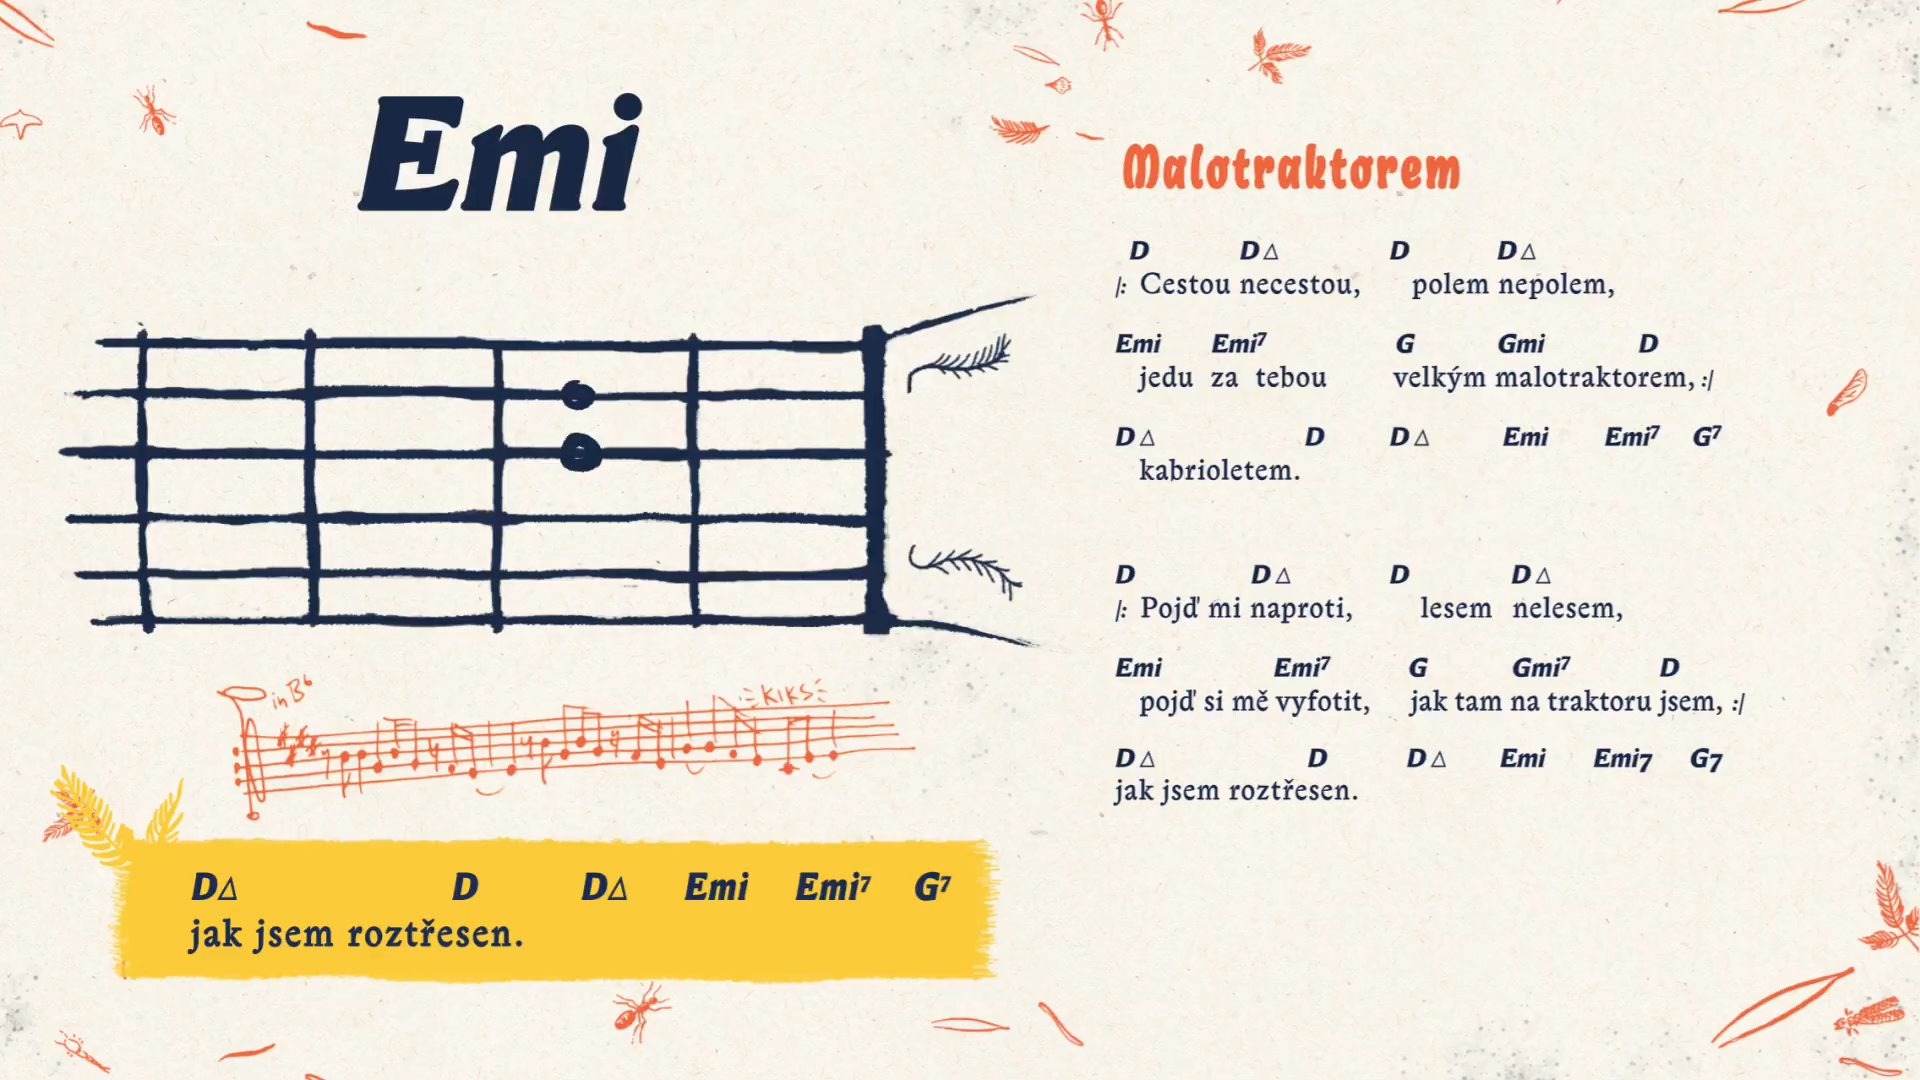 Emi
in B♭
KIKS
D△ D D△ Emi Emi7 G7
jak jsem roztřesen.
Malotraktorem
D D△ D D△
/: Cestou necestou, polem nepolem,
Emi Emi7 G Gmi D
jedu za tebou velkým malotraktorem, :/
D△ D D△ Emi Emi7 G7
kabrioletem.
D D△ D D△
/: Pojď mi naproti, lesem nelesem,
Emi Emi7 G Gmi7 D
pojď si mě vyfotit, jak tam na traktoru jsem, :/
D△ D D△ Emi Emi7 G7
jak jsem roztřesen.